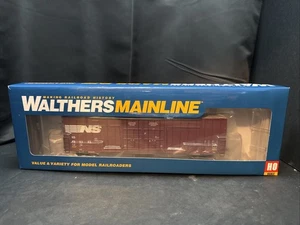 MAKING RAILROAD HISTORY
WALTHERSMAINLINE
NS
VALUE & VARIETY FOR MODEL RAILROADERS
HO